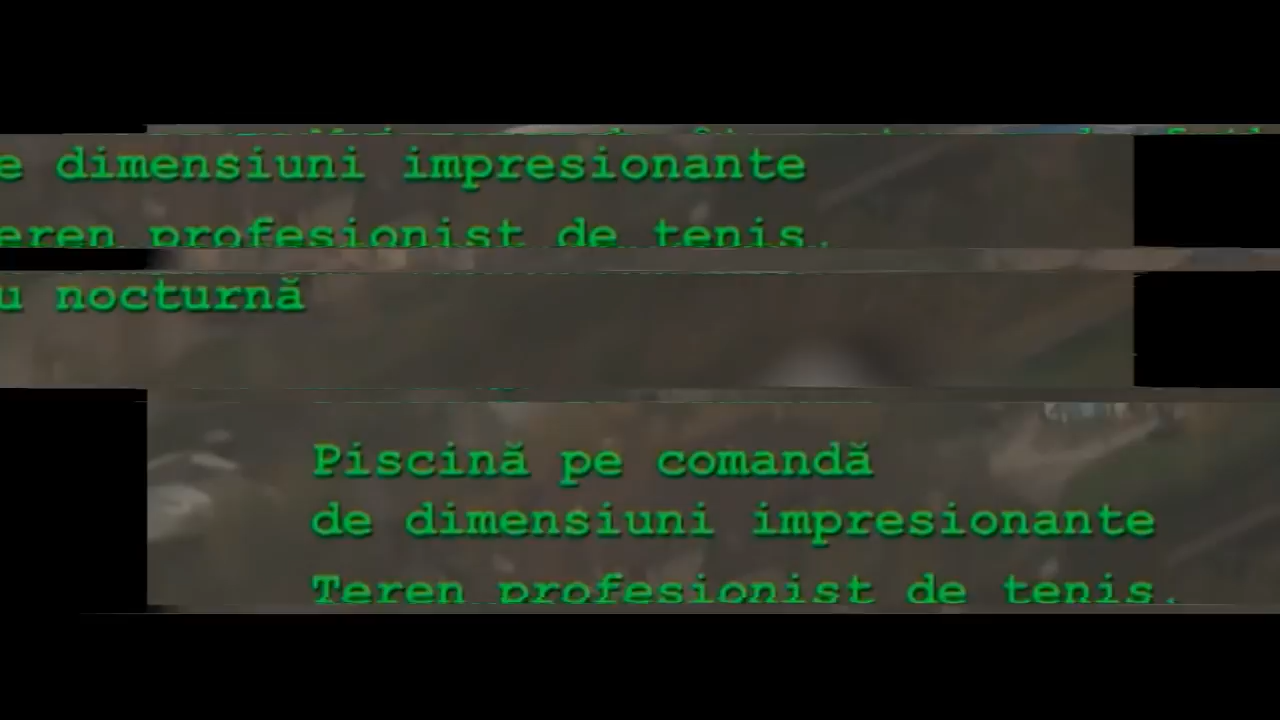 e dimensiuni impresionante
eren profesionist de tenis,
u nocturnă
Piscină pe comandă
de dimensiuni impresionante
Teren profesionist de tenis,